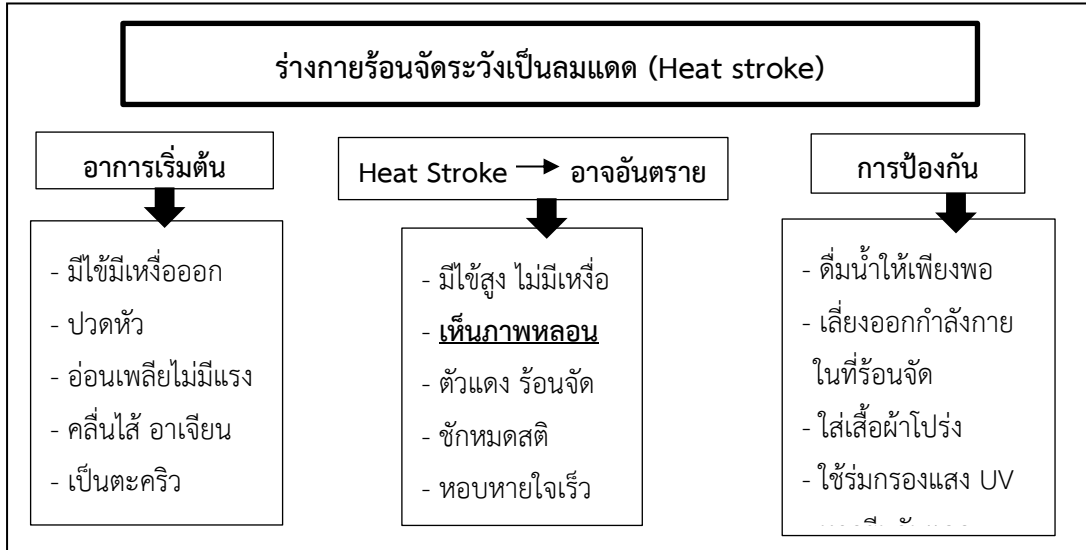 ร่างกายร้อนจัดระวังเป็นลมแดด (Heat stroke)
อาการเริ่มต้น
- มีไข้มีเหงื่อออก
- ปวดหัว
- อ่อนเพลียไม่มีแรง
- คลื่นไส้ อาเจียน
- เป็นตะคริว
Heat Stroke → อาจอันตราย
- มีไข้สูง ไม่มีเหงื่อ
- เห็นภาพหลอน
- ตัวแดง ร้อนจัด
- ชักหมดสติ
- หอบหายใจเร็ว
การป้องกัน
- ดื่มน้ำให้เพียงพอ
- เลี่ยงออกกำลังกาย
ในที่ร้อนจัด
- ใส่เสื้อผ้าโปร่ง
- ใช้ร่มกรองแสง UV